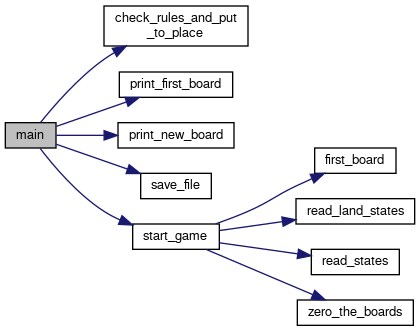 check_rules_and_put
_to_place
print_first_board
main
print_new_board
first_board
save_file
read_land_states
start_game
read_states
zero_the_boards